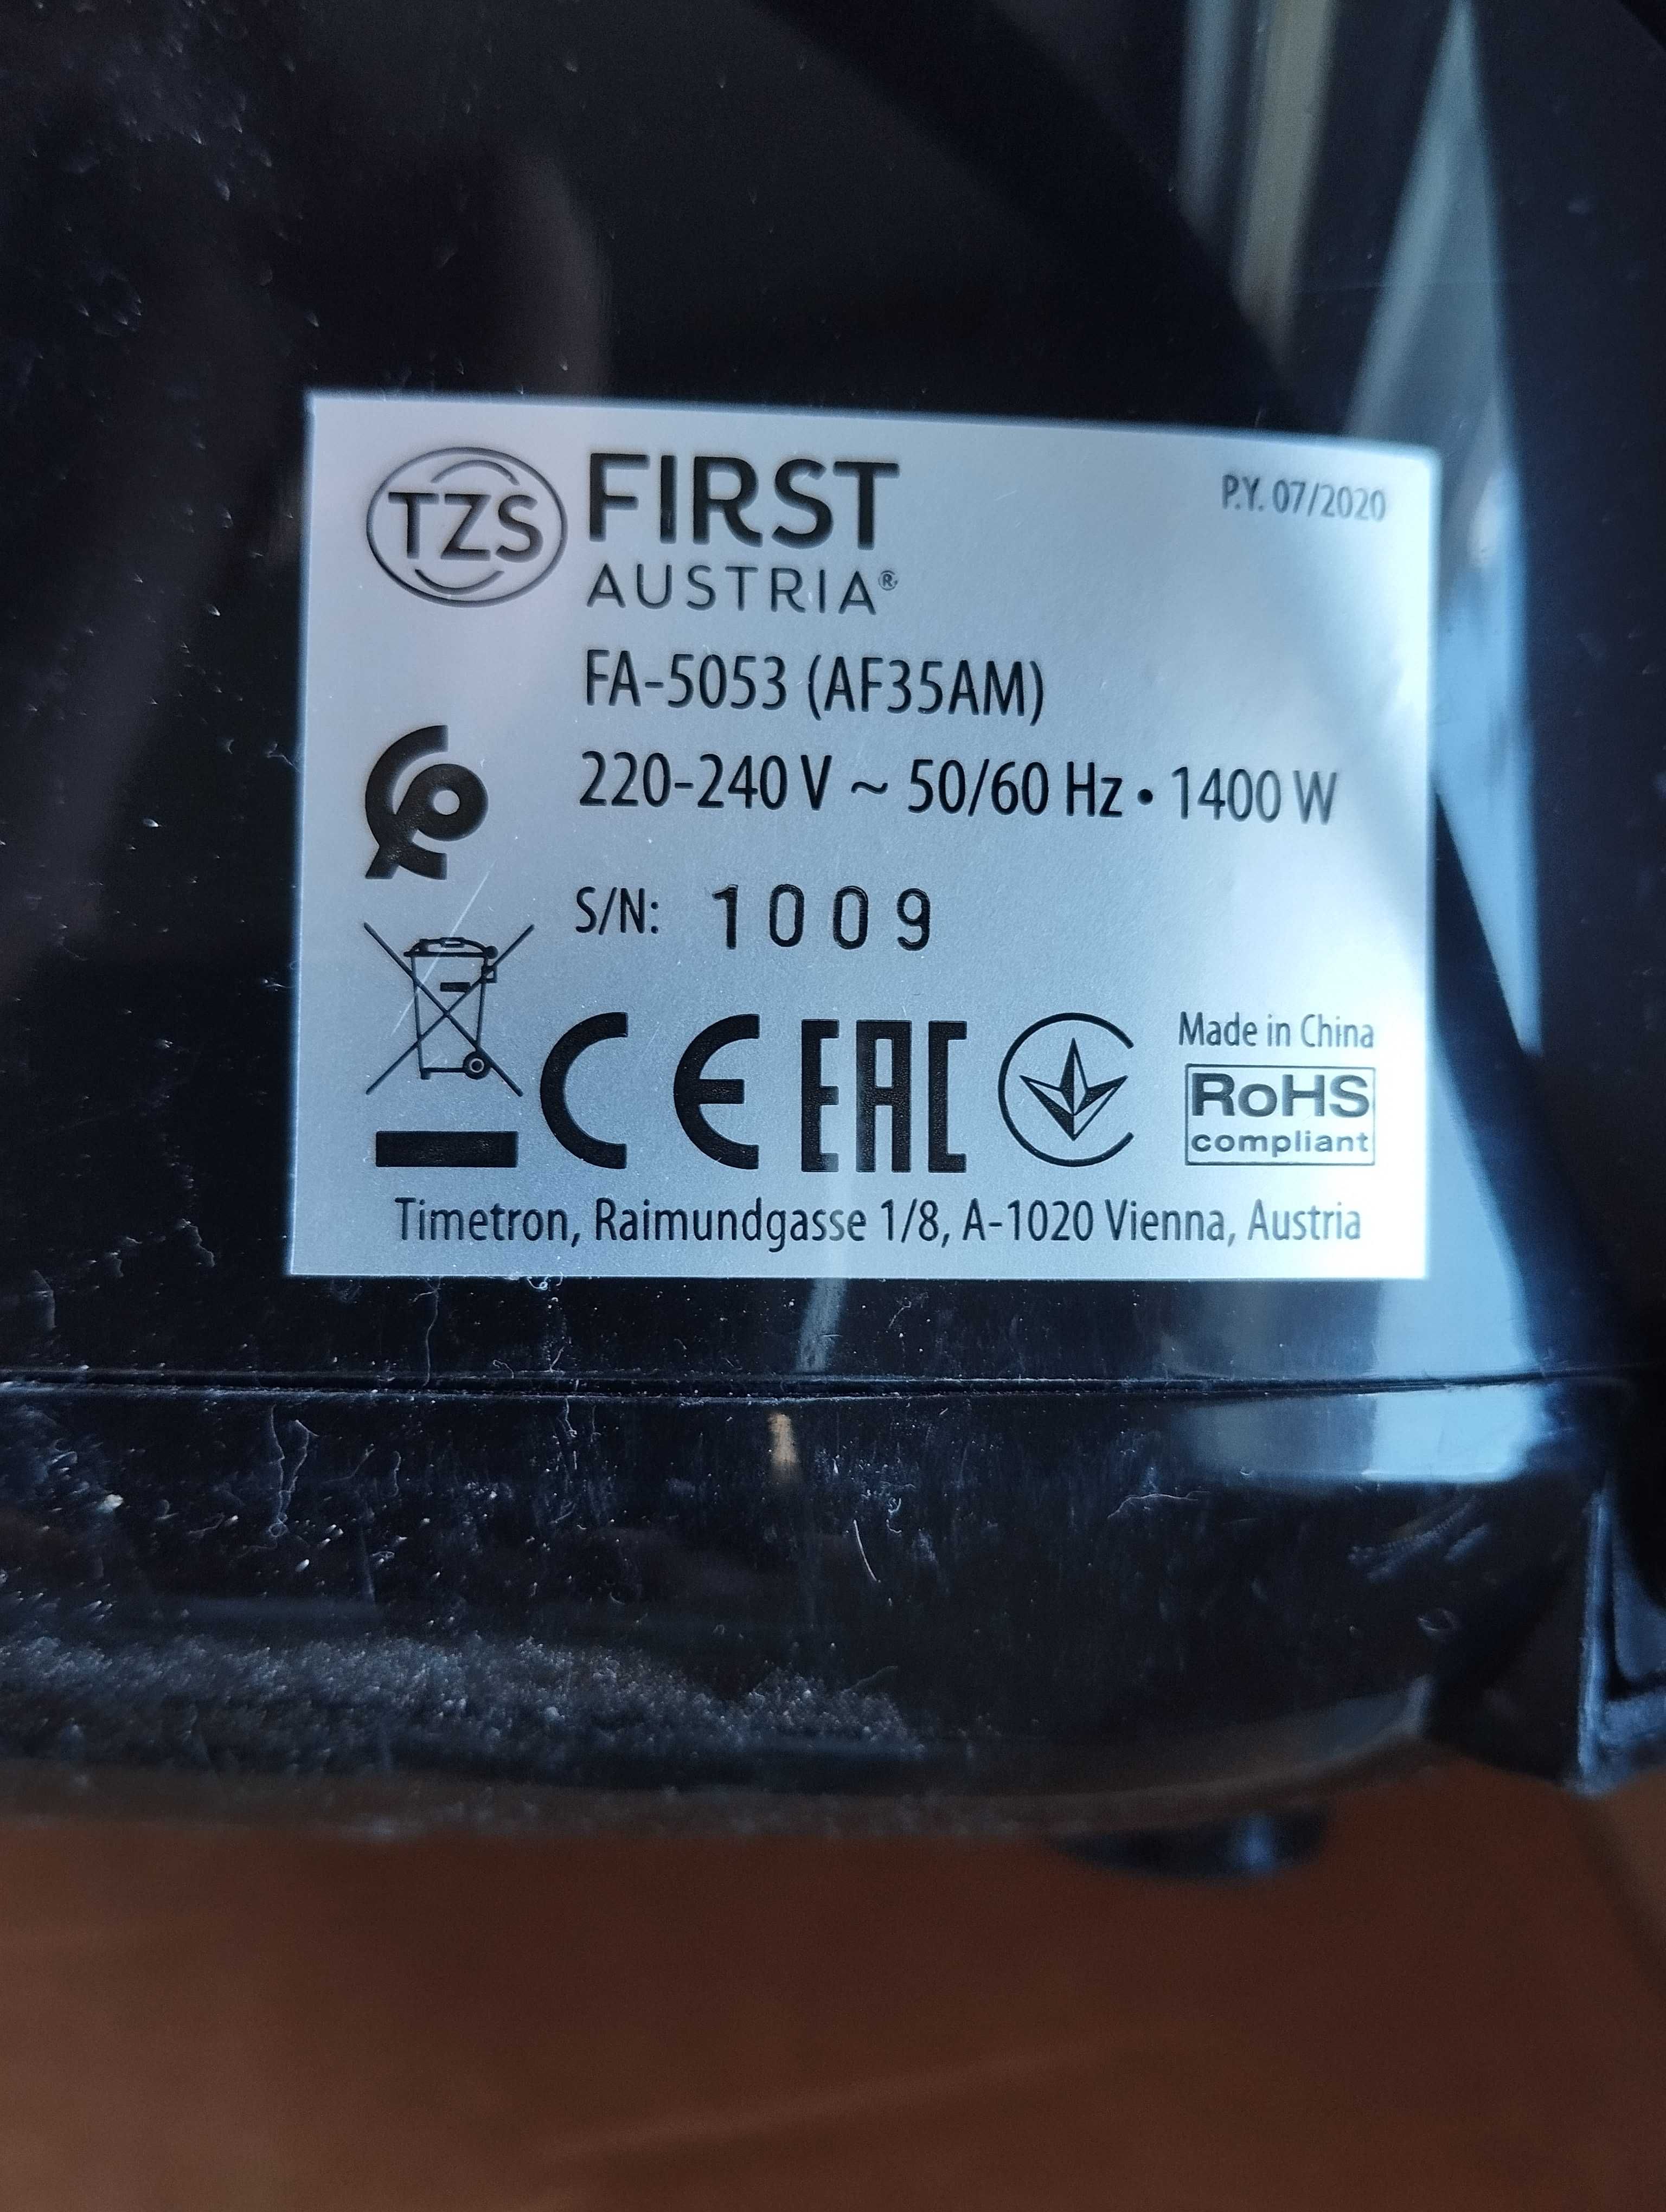 TZS FIRST
AUSTRIA®
P.Y. 07/2020
FA-5053 (AF35AM)
220-240 V ~ 50/60 Hz • 1400 W
S/N: 1009
CE EAC
Made in China
RoHS
compliant
Timetron, Raimundgasse 1/8, A-1020 Vienna, Austria